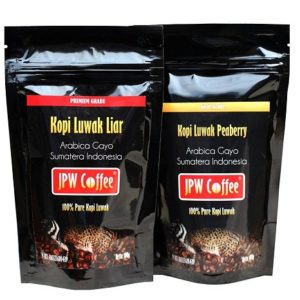 PREMIUM GRADE
Kopi Luwak Liar
Arabica Gayo
Sumatera Indonesia
JPW Coffee®
100% Pure Kopi Luwak
Kopi Luwak Peaberry
Arabica Gayo
Sumatera Indonesia
JPW Coffee®
100% Pure Kopi Luwak